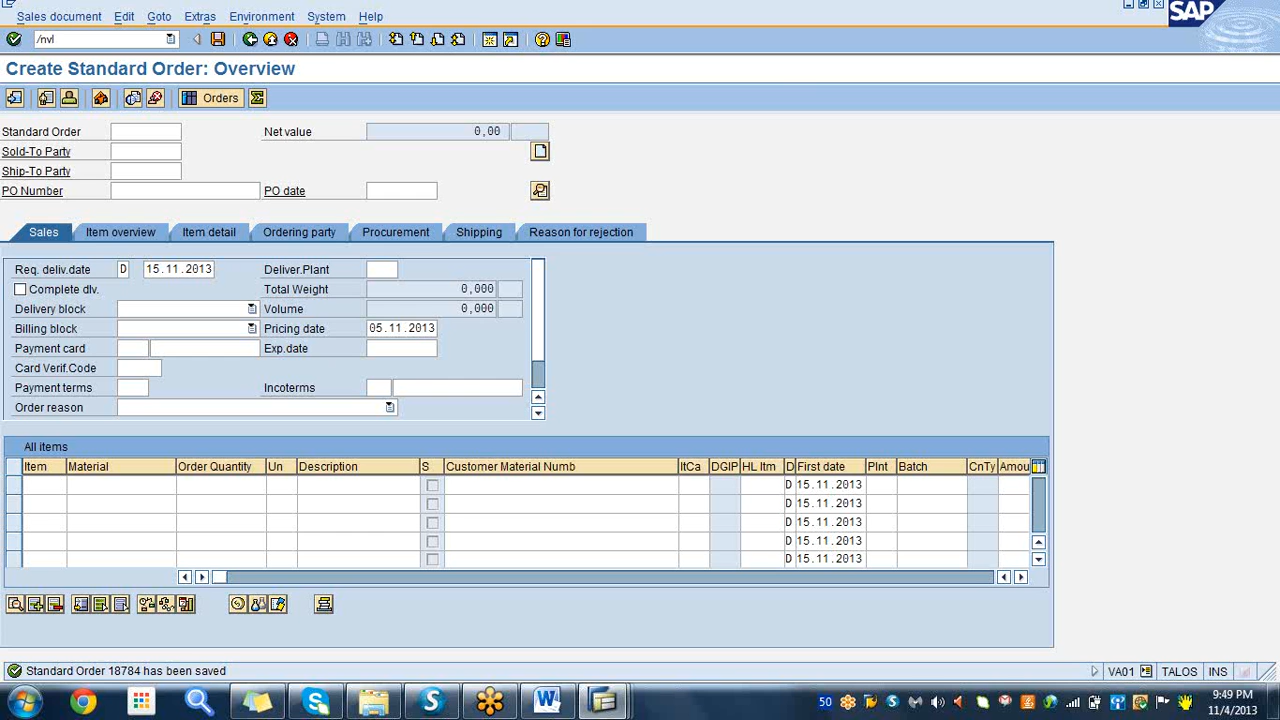 Sales document Edit Goto Extras Environment System Help
SAP
/nvl
Create Standard Order: Overview
Orders
Standard Order Net value 0,00
Sold-To Party
Ship-To Party
PO Number PO date
Sales Item overview Item detail Ordering party Procurement Shipping Reason for rejection
Req. deliv.date D 15.11.2013 Deliver.Plant
Complete dlv. Total Weight 0,000
Delivery block Volume 0,000
Billing block Pricing date 05.11.2013
Payment card Exp.date
Card Verif.Code
Payment terms Incoterms
Order reason
All items
Item Material Order Quantity Un Description S Customer Material Numb ItCa DGIP HL Itm D First date Plnt Batch CnTy Amou
D 15.11.2013
D 15.11.2013
D 15.11.2013
D 15.11.2013
D 15.11.2013
Standard Order 18784 has been saved VA01 TALOS INS
50 9:49 PM
11/4/2013